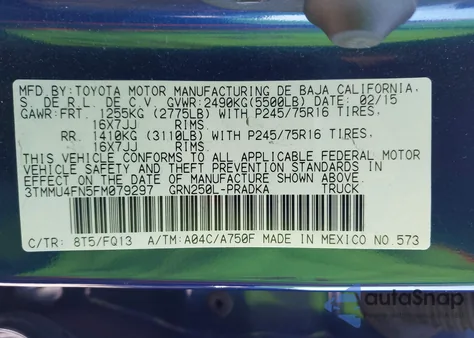 MFD.BY:TOYOTA MOTOR MANUFACTURING DE BAJA CALIFORNIA,
S. DE R.L. DE C.V. GVWR:2490KG(5500LB) DATE: 02/15
GAWR:FRT. 1255KG (2775LB) WITH P245/75R16 TIRES,
16X7JJ RIMS.
RR. 1410KG (3110LB) WITH P245/75R16 TIRES,
16X7JJ RIMS.
THIS VEHICLE CONFORMS TO ALL APPLICABLE FEDERAL MOTOR
VEHICLE SAFETY AND THEFT PREVENTION STANDARDS IN
EFFECT ON THE DATE OF MANUFACTURE SHOWN ABOVE.
3TMMU4FN5FM079297 GRN250L-PRADKA TRUCK
C/TR: 8T5/FQ13 A/TM:A04C/A750F MADE IN MEXICO NO 573
autoSnap